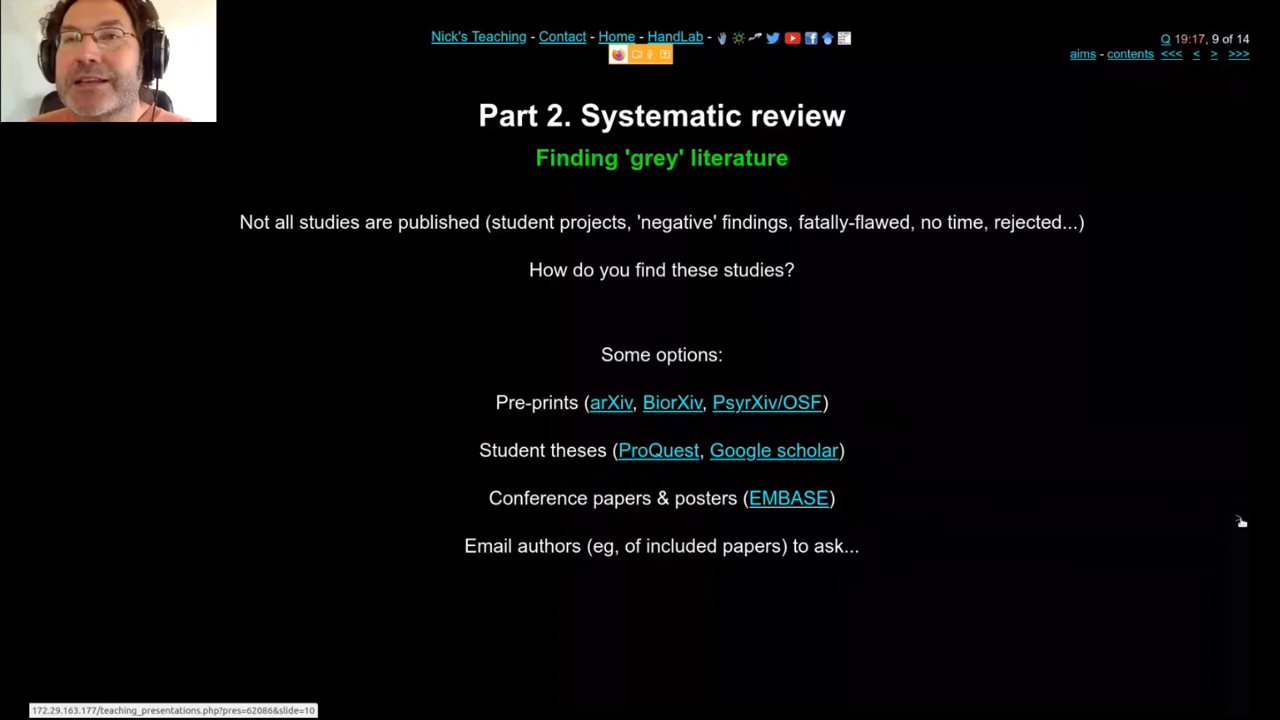 Nick's Teaching - Contact - Home - HandLab -
Q 19:17, 9 of 14
aims - contents <<< < > >>>
Part 2. Systematic review
Finding 'grey' literature
Not all studies are published (student projects, 'negative' findings, fatally-flawed, no time, rejected...)
How do you find these studies?
Some options:
Pre-prints (arXiv, BiorXiv, PsyrXiv/OSF)
Student theses (ProQuest, Google scholar)
Conference papers & posters (EMBASE)
Email authors (eg, of included papers) to ask...
172.29.163.177/teaching_presentations.php?pres=62086&slide=10